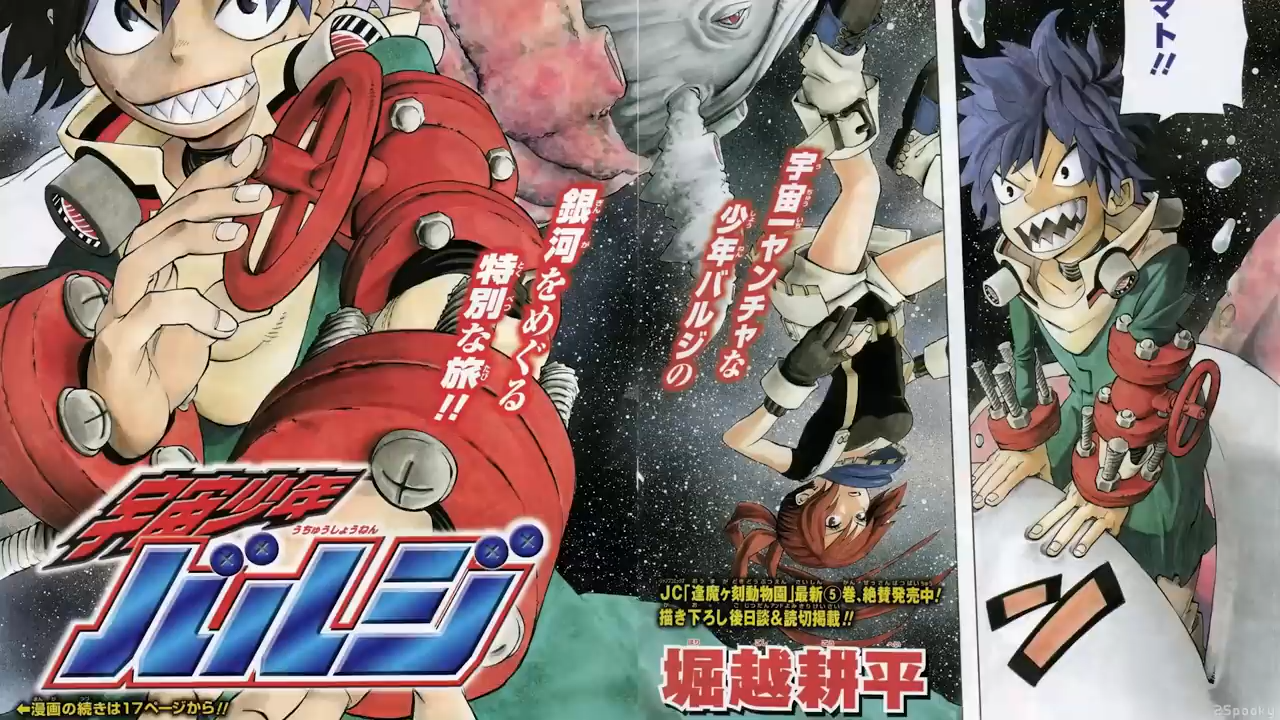 マト!!
宇宙一ヤンチャな
少年バルジの
銀河をめぐる
特別な旅!!
宇宙少年
うちゅうしょうねん
バルジ
←漫画の続きは17ページから!!
JC「逢魔ヶ刻動物園」最新⑤巻、絶賛発売中!
描き下ろし後日談&読切掲載!!
堀越耕平
2Spooky